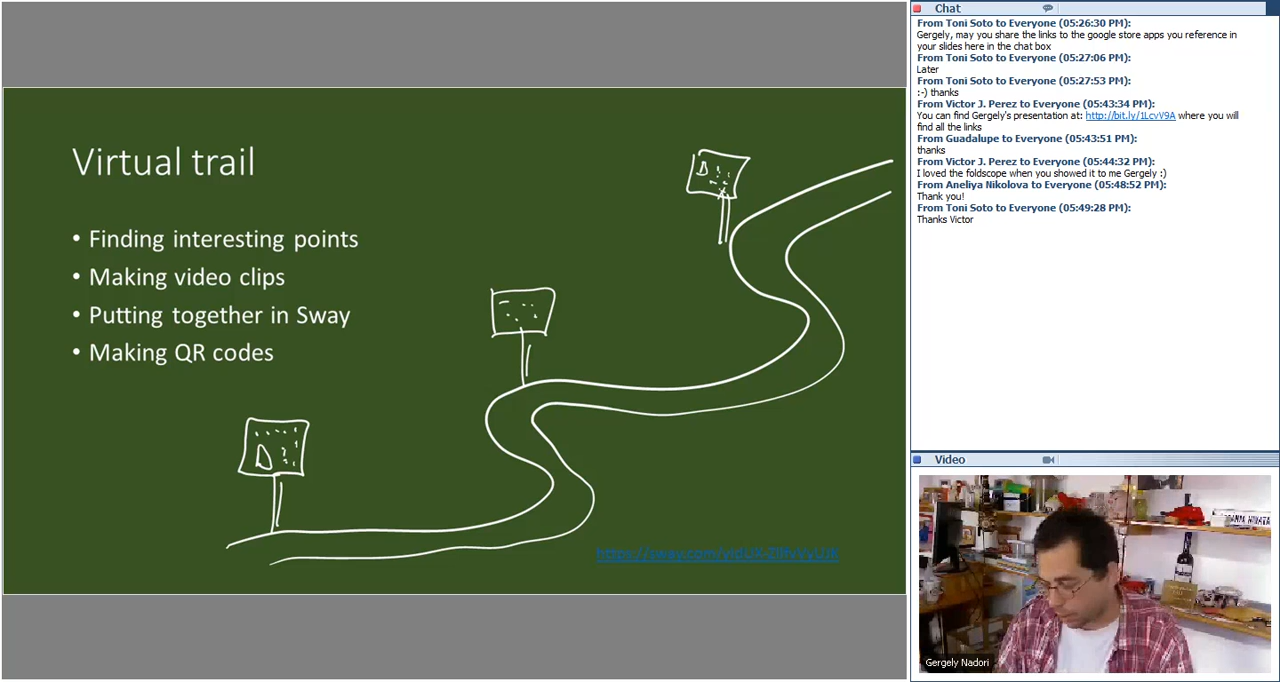 Virtual trail
• Finding interesting points
• Making video clips
• Putting together in Sway
• Making QR codes
Chat
From Toni Soto to Everyone (05:26:30 PM):
Gergely, may you share the links to the google store apps you reference in
your slides here in the chat box
From Toni Soto to Everyone (05:27:06 PM):
Later
From Toni Soto to Everyone (05:27:53 PM):
:-) thanks
From Victor J. Perez to Everyone (05:43:34 PM):
You can find Gergely's presentation at: http://bit.ly/1LcvV9A where you will
find all the links
From Guadalupe to Everyone (05:43:51 PM):
thanks
From Victor J. Perez to Everyone (05:44:32 PM):
I loved the foldscope when you showed it to me Gergely :)
From Aneliya Nikolova to Everyone (05:48:52 PM):
Thank you!
From Toni Soto to Everyone (05:49:28 PM):
Thanks Victor
Video
Gergely Nadori